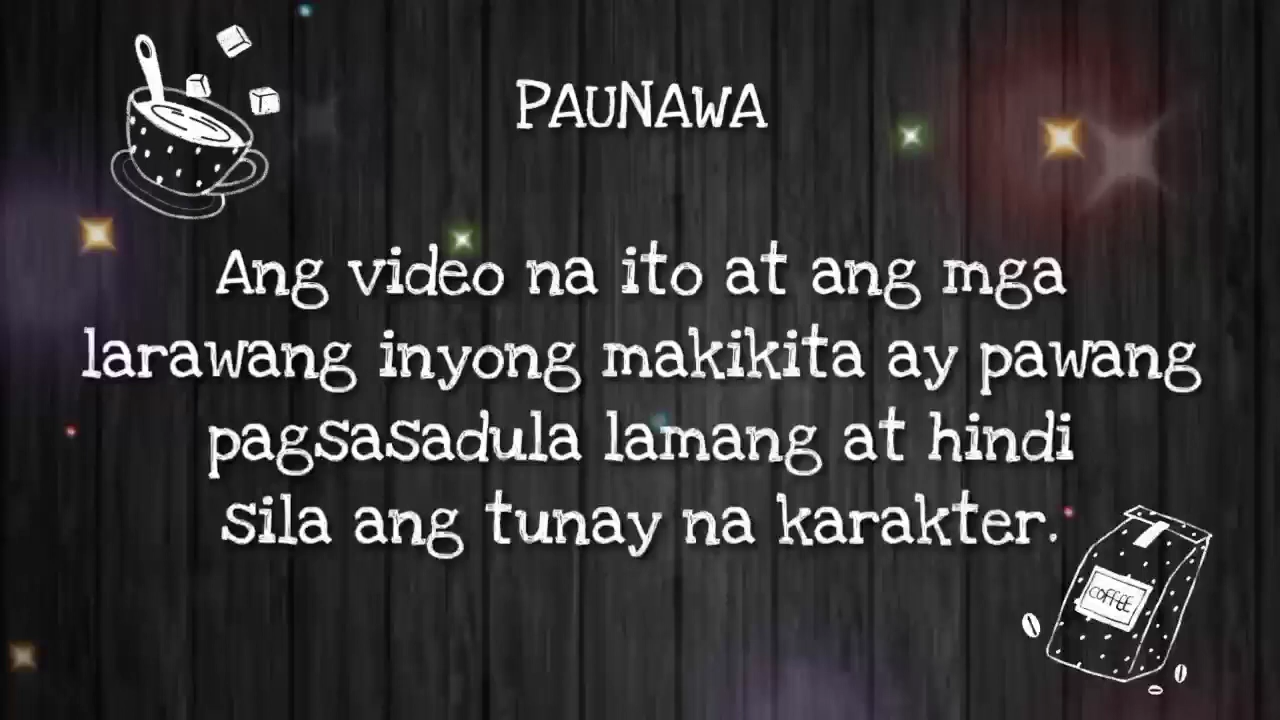 PAUNAWA
Ang video na ito at ang mga
larawang inyong makikita ay pawang
pagsasadula lamang at hindi
sila ang tunay na karakter.
COFFEE